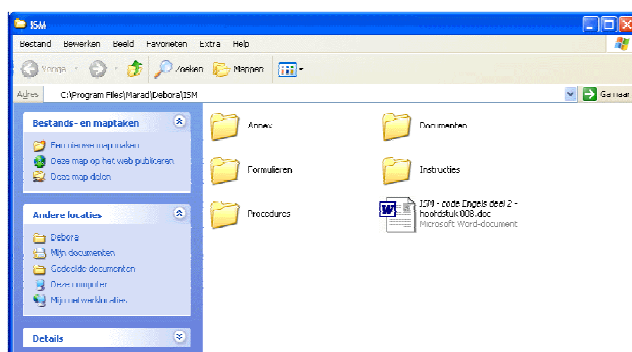 ISM
Bestand Bewerken Beeld Favorieten Extra Help
Vorige Zoeken Mappen
Adres C:\Program Files\Marad\Debora\ISM Ga naar
Bestands- en maptaken
Een nieuwe map maken
Deze map op het web publiceren
Deze map delen
Andere locaties
Debora
Mijn documenten
Gedeelde documenten
Deze computer
Mijn netwerklocaties
Details
Annex
Documenten
Formulieren
Instructies
Procedures
ISM - code Engels deel 2 -
hoofdstuk 008.doc
Microsoft Word-document